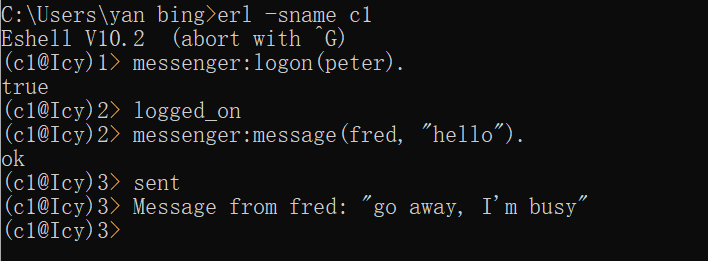 C:\Users\yan bing>erl -sname c1
Eshell V10.2  (abort with ^G)
(c1@Icy)1> messenger:logon(peter).
true
(c1@Icy)2> logged_on
(c1@Icy)2> messenger:message(fred, "hello").
ok
(c1@Icy)3> sent
(c1@Icy)3> Message from fred: "go away, I'm busy"
(c1@Icy)3>